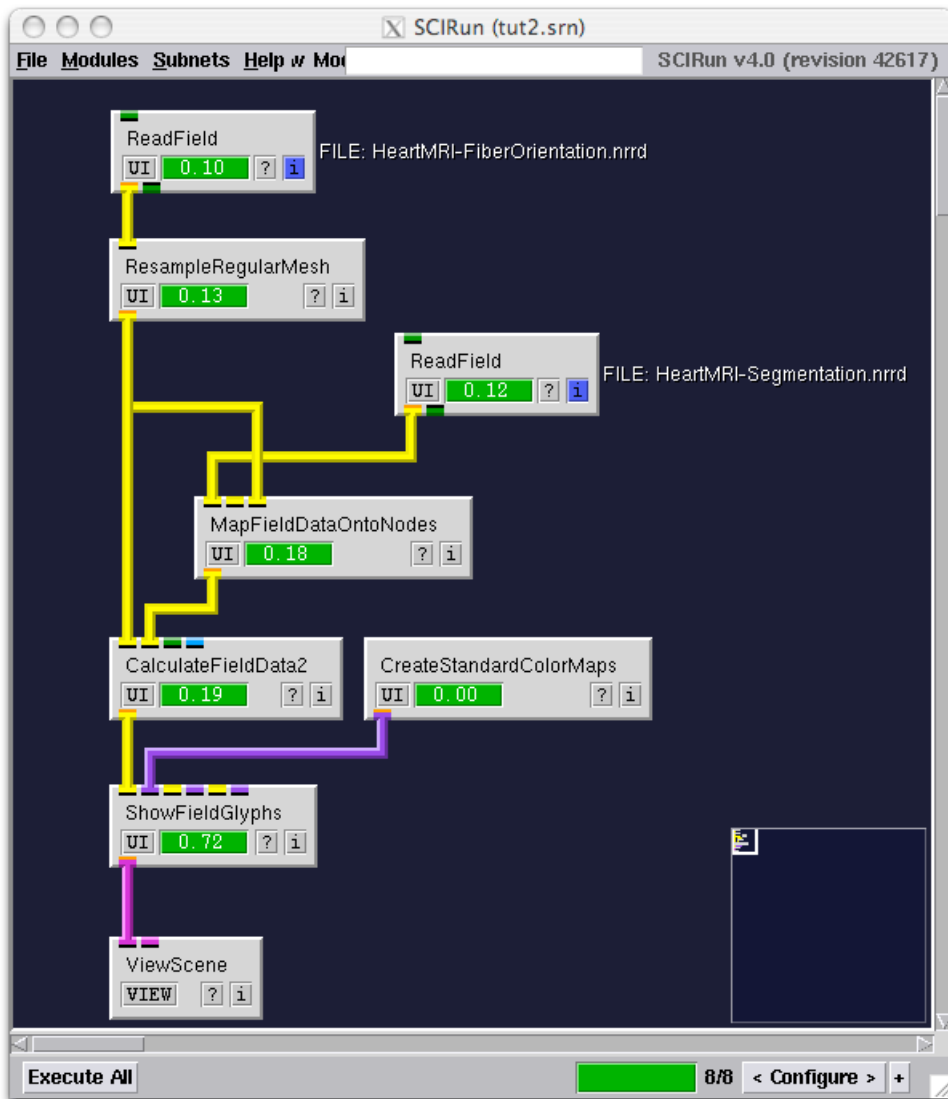 X SCIRun (tut2.srn)
File Modules Subnets Help w SCIRun v4.0 (revision 42617)
ReadField
UI 0.10 ? i
FILE: HeartMRI-FiberOrientation.nrrd
ResampleRegularMesh
UI 0.13 ? i
ReadField
UI 0.12 ? i
FILE: HeartMRI-Segmentation.nrrd
MapFieldDataOntoNodes
UI 0.18 ? i
CalculateFieldData2
UI 0.19 ? i
CreateStandardColorMaps
UI 0.00 ? i
ShowFieldGlyphs
UI 0.72 ? i
ViewScene
VIEW ? i
Execute All 8/8 < Configure > +